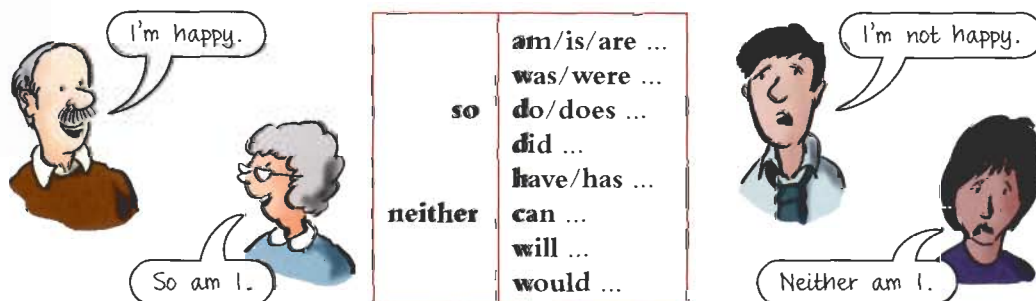 I'm happy.
So am I.
so
neither
am/is/are ...
was/were ...
do/does ...
did ...
have/has ...
can ...
will ...
would ...
I'm not happy.
Neither am I.